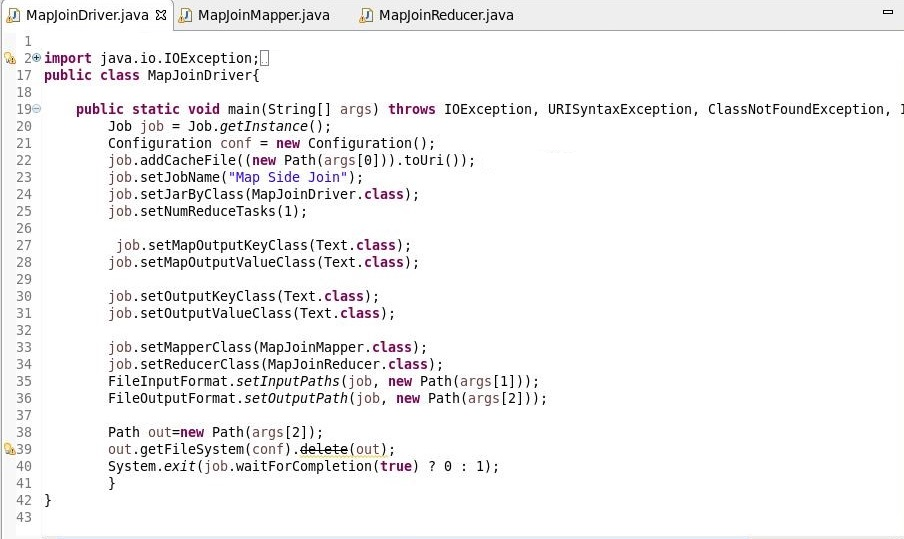 MapJoinDriver.java MapJoinMapper.java MapJoinReducer.java
1
2 import java.io.IOException;
17 public class MapJoinDriver{
18
19 public static void main(String[] args) throws IOException, URISyntaxException, ClassNotFoundException, I
20 Job job = Job.getInstance();
21 Configuration conf = new Configuration();
22 job.addCacheFile((new Path(args[0])).toUri());
23 job.setJobName("Map Side Join");
24 job.setJarByClass(MapJoinDriver.class);
25 job.setNumReduceTasks(1);
26
27 job.setMapOutputKeyClass(Text.class);
28 job.setMapOutputValueClass(Text.class);
29
30 job.setOutputKeyClass(Text.class);
31 job.setOutputValueClass(Text.class);
32
33 job.setMapperClass(MapJoinMapper.class);
34 job.setReducerClass(MapJoinReducer.class);
35 FileInputFormat.setInputPaths(job, new Path(args[1]));
36 FileOutputFormat.setOutputPath(job, new Path(args[2]));
37
38 Path out=new Path(args[2]);
39 out.getFileSystem(conf).delete(out);
40 System.exit(job.waitForCompletion(true) ? 0 : 1);
41 }
42 }
43